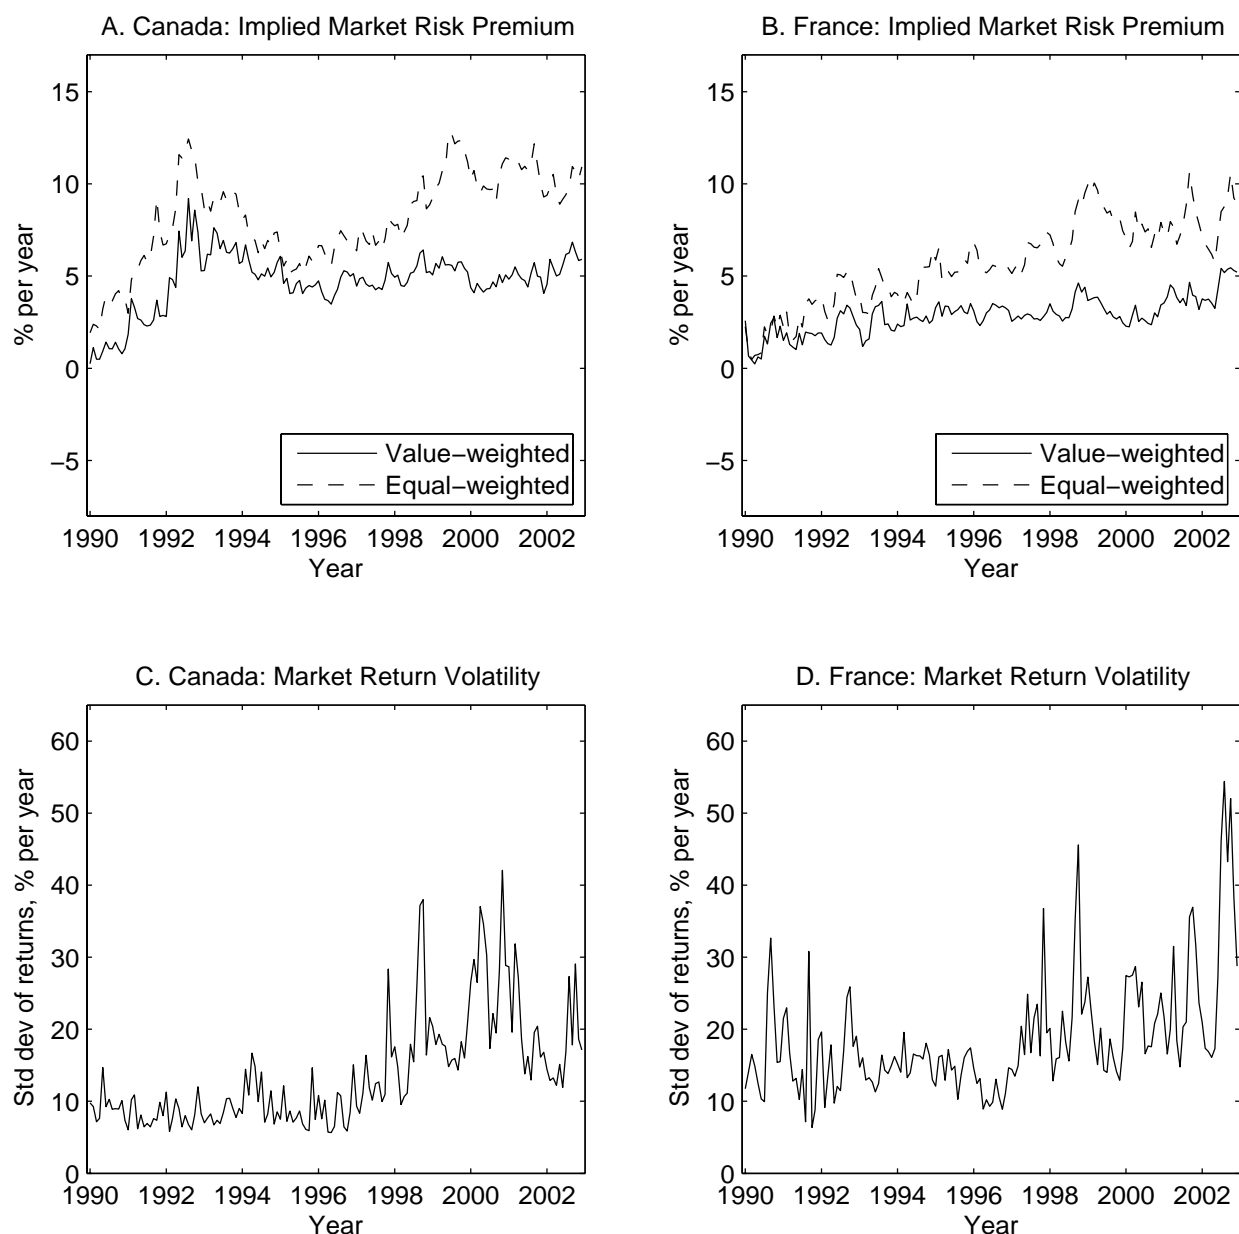 A. Canada: Implied Market Risk Premium
% per year
15
10
5
0
−5
Value−weighted
Equal−weighted
1990 1992 1994 1996 1998 2000 2002
Year
B. France: Implied Market Risk Premium
% per year
15
10
5
0
−5
Value−weighted
Equal−weighted
1990 1992 1994 1996 1998 2000 2002
Year
C. Canada: Market Return Volatility
Std dev of returns, % per year
60
50
40
30
20
10
0
1990 1992 1994 1996 1998 2000 2002
Year
D. France: Market Return Volatility
Std dev of returns, % per year
60
50
40
30
20
10
0
1990 1992 1994 1996 1998 2000 2002
Year